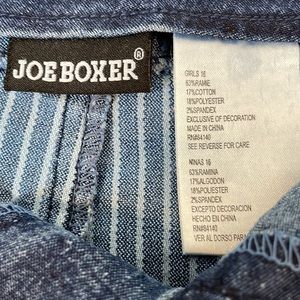 JOE BOXER®
GIRLS 16
63%RAMIE
17%COTTON
18%POLYESTER
2%SPANDEX
EXCLUSIVE OF DECORATION
MADE IN CHINA
RN#84140
SEE REVERSE FOR CARE
NINAS 16
63%RAMINA
17%ALGODON
18%POLIESTER
2%SPANDEX
EXCEPTO DECORACION
HECHO EN CHINA
RN#84140
VER AL DORSO PARA